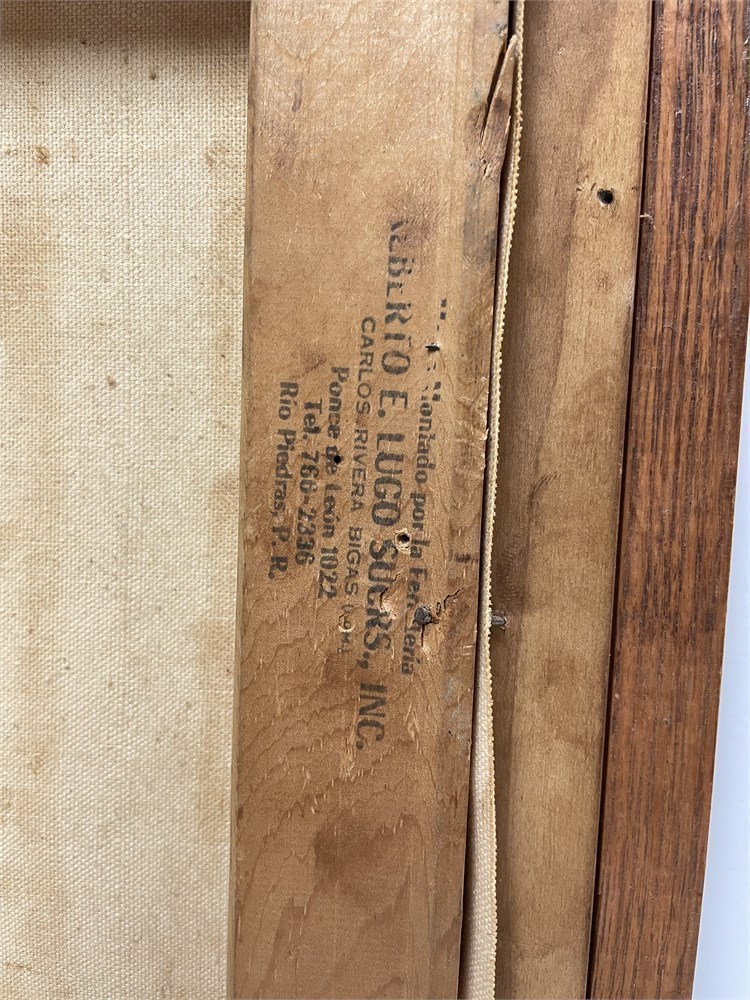 Montado por la Ferretería
ERTO E. LUGO SUCRS., INC.
CARLOS RIVERA BIGAS
Ponce de León 1022
Tel. 766-2336
Río Piedras, P. R.